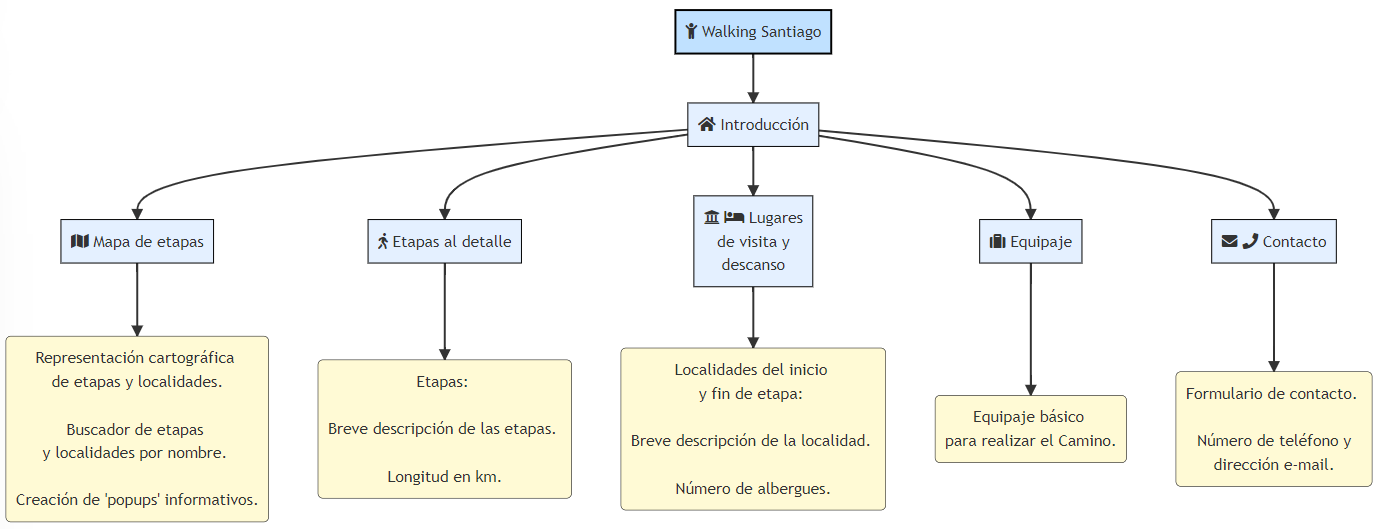 Walking Santiago
Introducción
Mapa de etapas
Etapas al detalle
Lugares
de visita y
descanso
Equipaje
Contacto
Representación cartográfica
de etapas y localidades.
Buscador de etapas
y localidades por nombre.
Creación de 'popups' informativos.
Etapas:
Breve descripción de las etapas.
Longitud en km.
Localidades del inicio
y fin de etapa:
Breve descripción de la localidad.
Número de albergues.
Equipaje básico
para realizar el Camino.
Formulario de contacto.
Número de teléfono y
dirección e-mail.